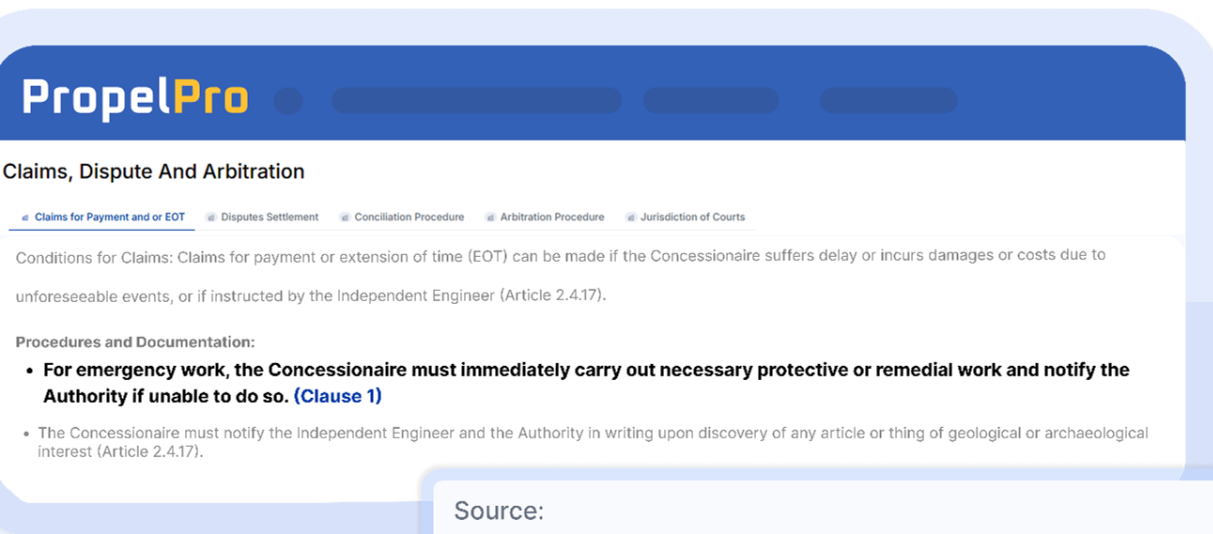 PropelPro
Claims, Dispute And Arbitration
Claims for Payment and or EOT Disputes Settlement Conciliation Procedure Arbitration Procedure Jurisdiction of Courts
Conditions for Claims: Claims for payment or extension of time (EOT) can be made if the Concessionaire suffers delay or incurs damages or costs due to
unforeseeable events, or if instructed by the Independent Engineer (Article 2.4.17).
Procedures and Documentation:
• For emergency work, the Concessionaire must immediately carry out necessary protective or remedial work and notify the
Authority if unable to do so. (Clause 1)
• The Concessionaire must notify the Independent Engineer and the Authority in writing upon discovery of any article or thing of geological or archaeological
interest (Article 2.4.17).
Source: